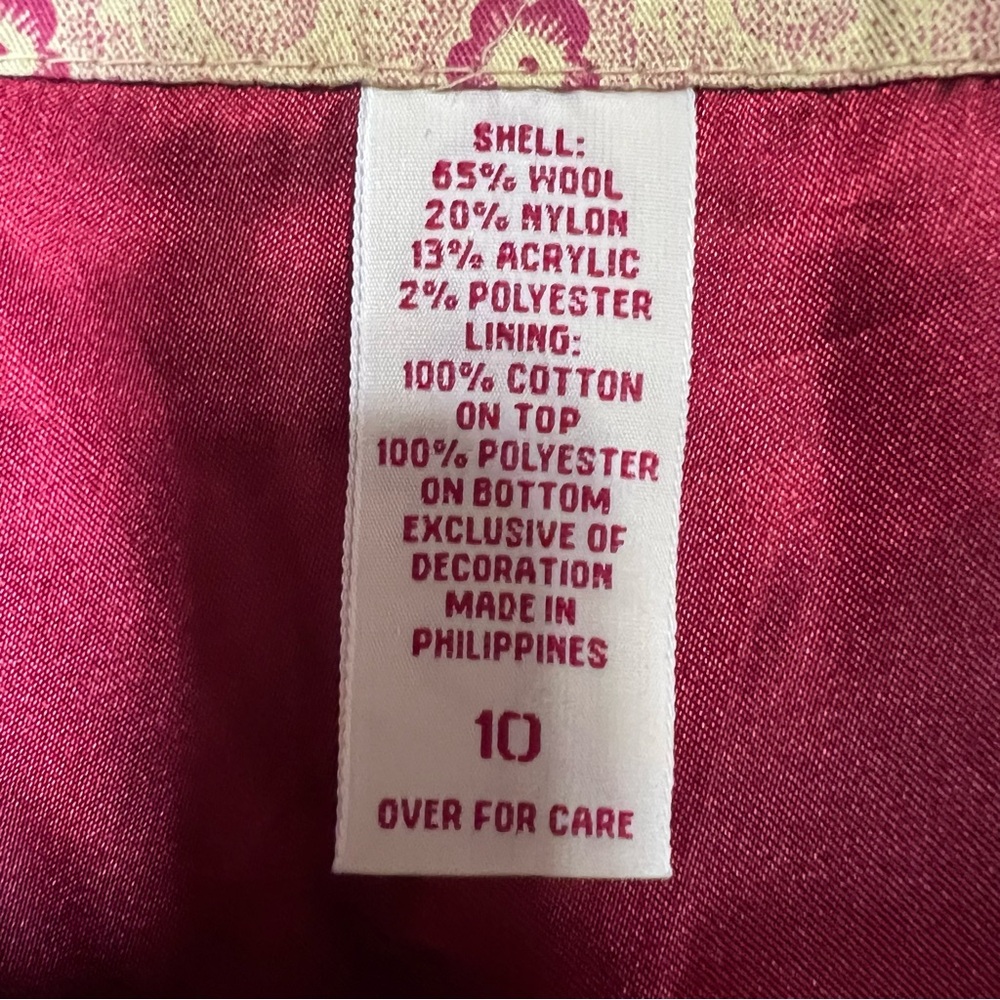 SHELL:
65% WOOL
20% NYLON
13% ACRYLIC
2% POLYESTER
LINING:
100% COTTON
ON TOP
100% POLYESTER
ON BOTTOM
EXCLUSIVE OF
DECORATION
MADE IN
PHILIPPINES
10
OVER FOR CARE